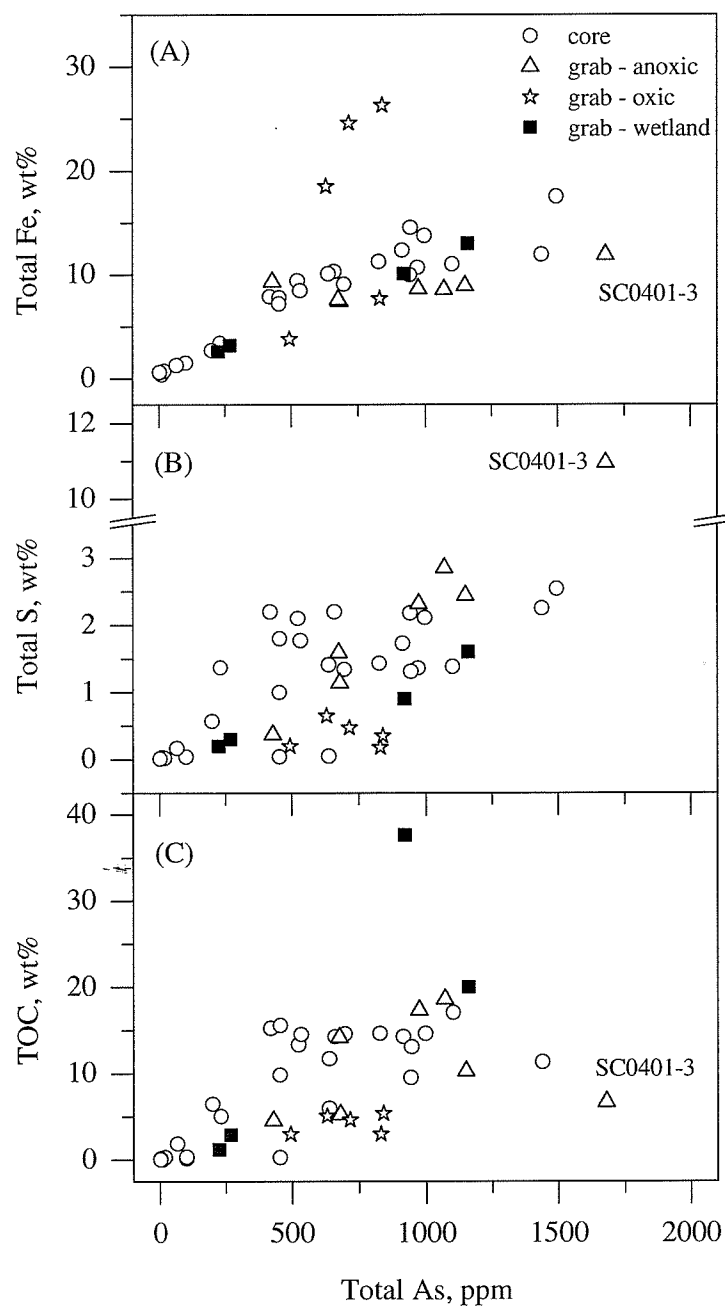 (A)
core
grab - anoxic
grab - oxic
grab - wetland
30
20
10
0
Total Fe, wt%
SC0401-3
(B)
12
10
3
2
1
0
Total S, wt%
SC0401-3
(C)
40
30
20
10
0
TOC, wt%
SC0401-3
0 500 1000 1500 2000
Total As, ppm